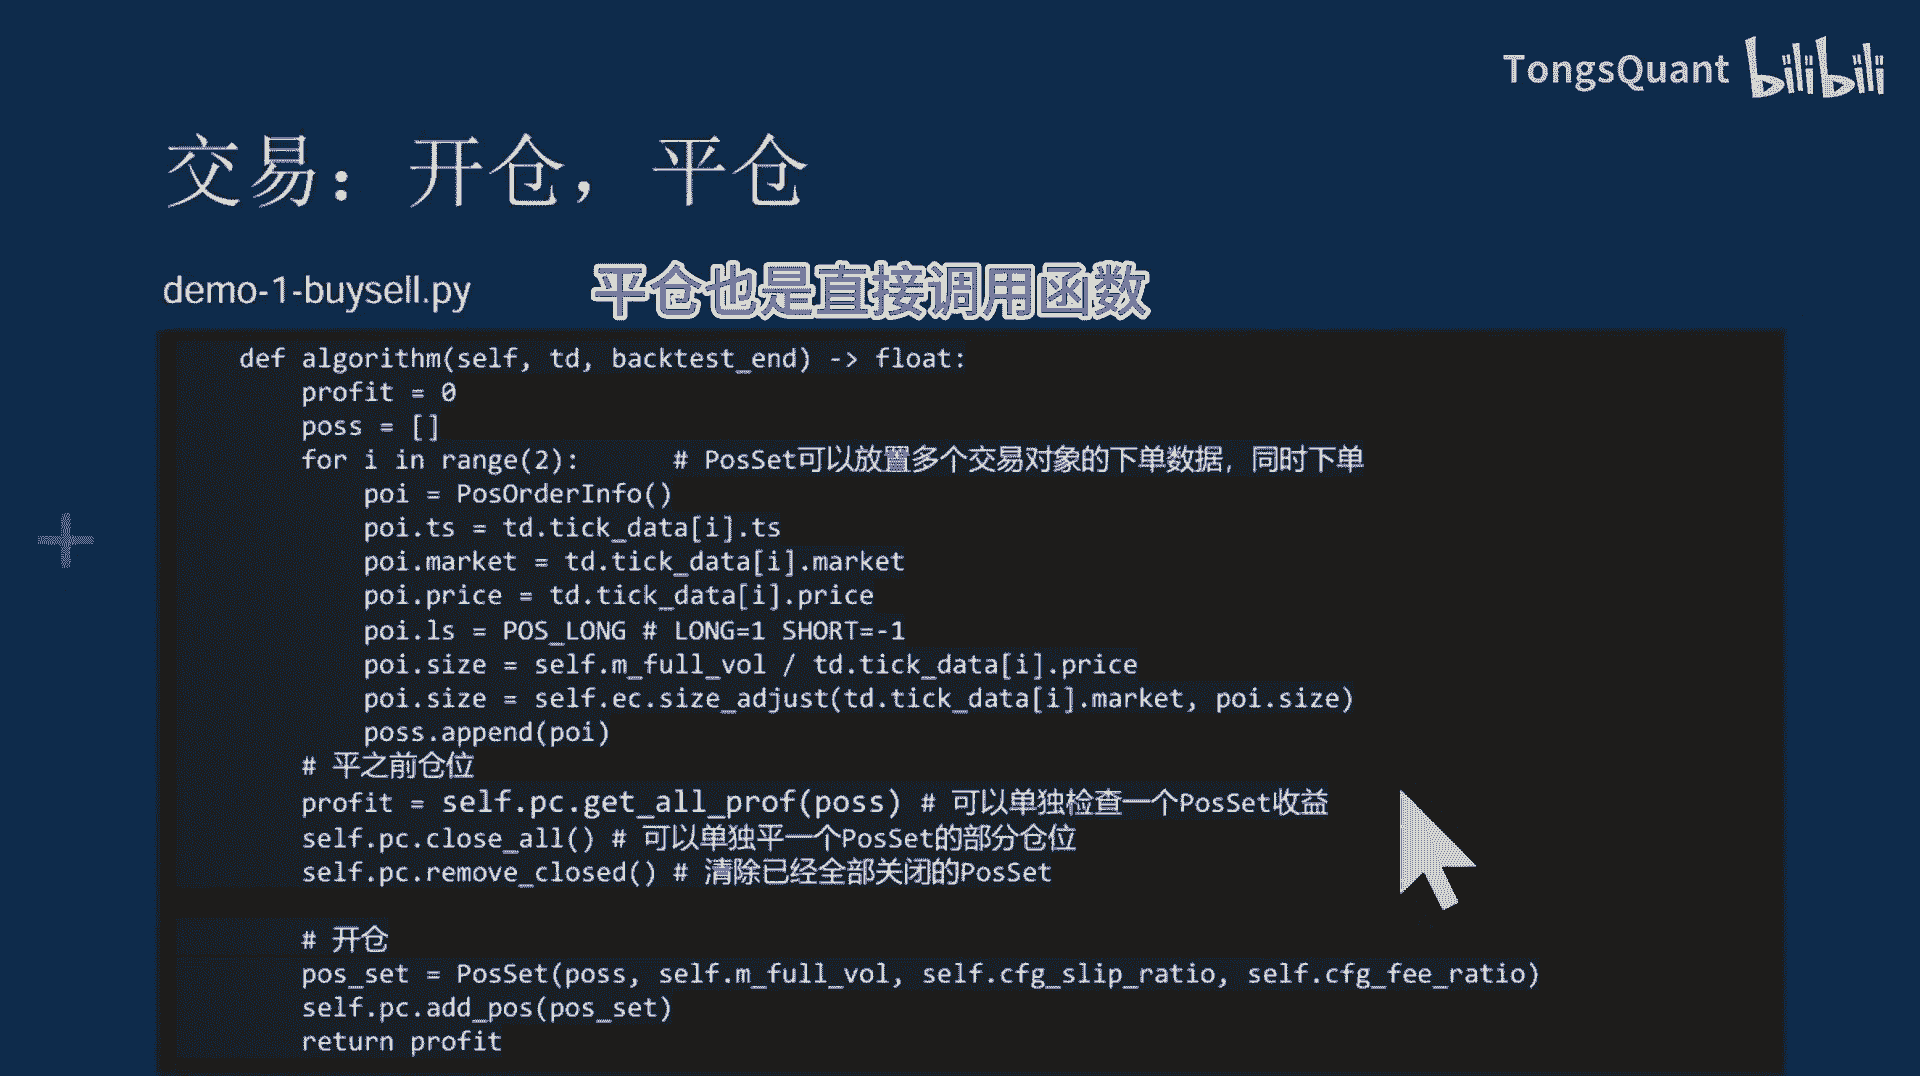 TongsQuant bilibili
交易：开仓，平仓
demo-1-buysell.py
平仓也是直接调用函数
def algorithm(self, td, backtest_end) -> float:
profit = 0
poss = []
for i in range(2): # PosSet可以放置多个交易对象的下单数据，同时下单
poi = PosOrderInfo()
poi.ts = td.tick_data[i].ts
poi.market = td.tick_data[i].market
poi.price = td.tick_data[i].price
poi.ls = POS_LONG # LONG=1 SHORT=-1
poi.size = self.m_full_vol / td.tick_data[i].price
poi.size = self.ec.size_adjust(td.tick_data[i].market, poi.size)
poss.append(poi)
# 平之前仓位
profit = self.pc.get_all_prof(poss) # 可以单独检查一个PosSet收益
self.pc.close_all() # 可以单独平一个PosSet的部分仓位
self.pc.remove_closed() # 清除已经全部关闭的PosSet
# 开仓
pos_set = PosSet(poss, self.m_full_vol, self.cfg_slip_ratio, self.cfg_fee_ratio)
self.pc.add_pos(pos_set)
return profit